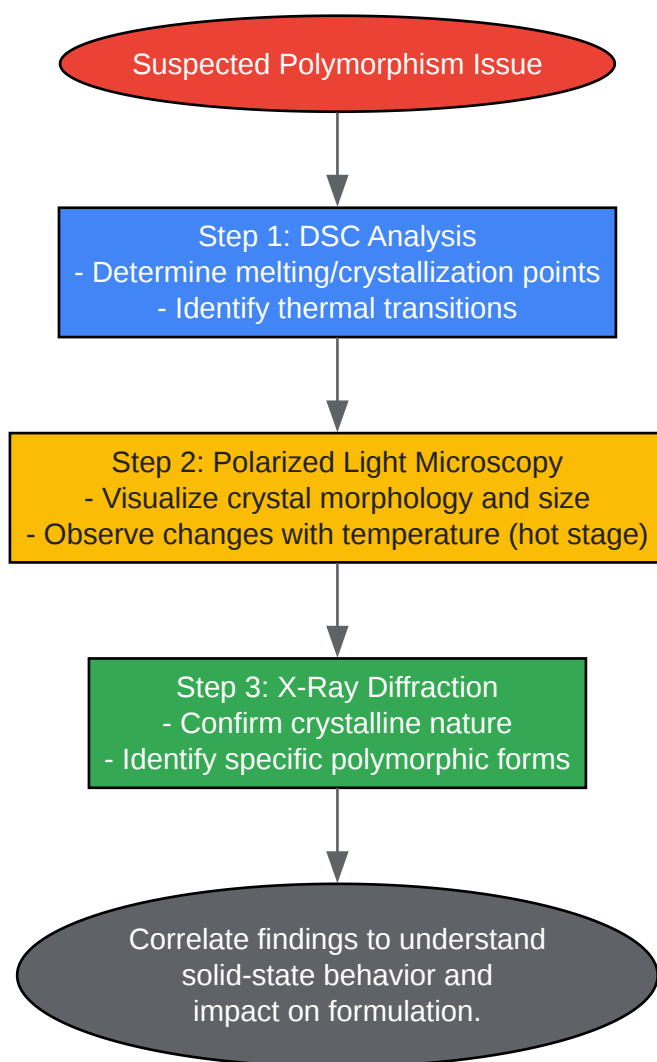 Suspected Polymorphism Issue
Step 1: DSC Analysis
- Determine melting/crystallization points
- Identify thermal transitions
Step 2: Polarized Light Microscopy
- Visualize crystal morphology and size
- Observe changes with temperature (hot stage)
Step 3: X-Ray Diffraction
- Confirm crystalline nature
- Identify specific polymorphic forms
Correlate findings to understand
solid-state behavior and
impact on formulation.